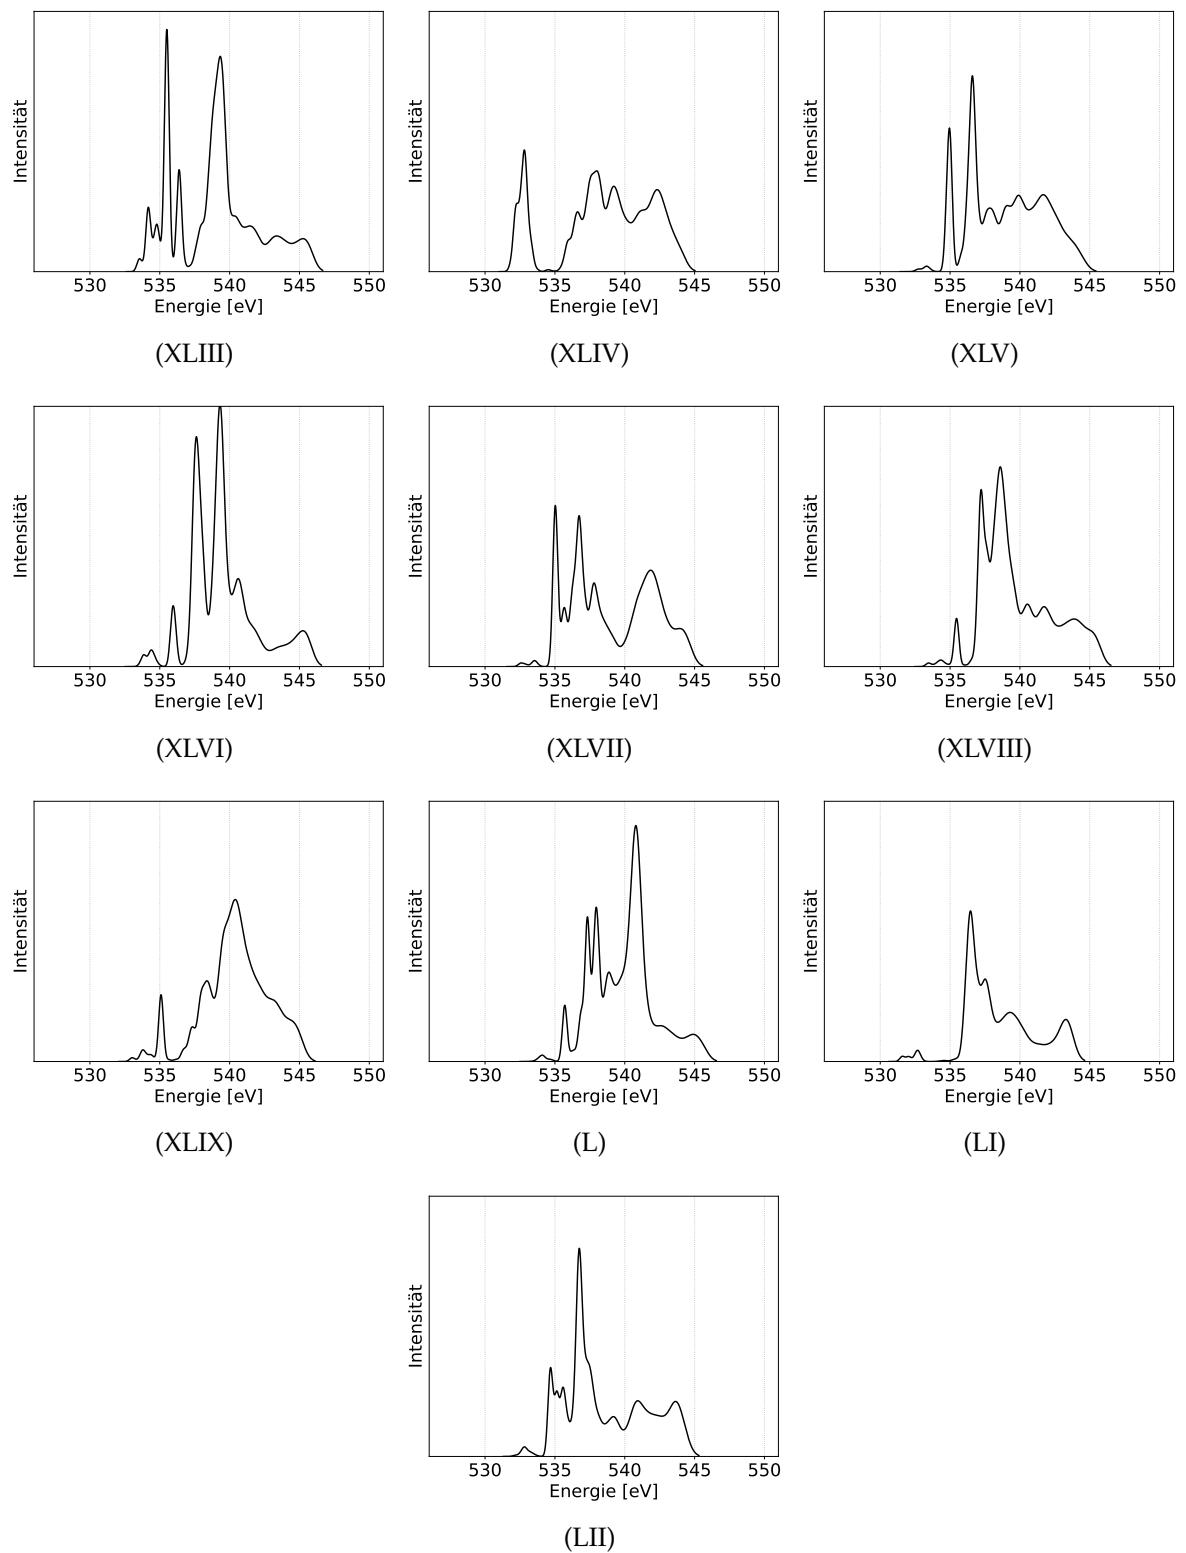 Intensität Intensität Intensität
530 535 540 545 550 530 535 540 545 550 530 535 540 545 550
Energie [eV] Energie [eV] Energie [eV]
(XLIII) (XLIV) (XLV)
Intensität Intensität Intensität
530 535 540 545 550 530 535 540 545 550 530 535 540 545 550
Energie [eV] Energie [eV] Energie [eV]
(XLVI) (XLVII) (XLVIII)
Intensität Intensität Intensität
530 535 540 545 550 530 535 540 545 550 530 535 540 545 550
Energie [eV] Energie [eV] Energie [eV]
(XLIX) (L) (LI)
Intensität
530 535 540 545 550
Energie [eV]
(LII)